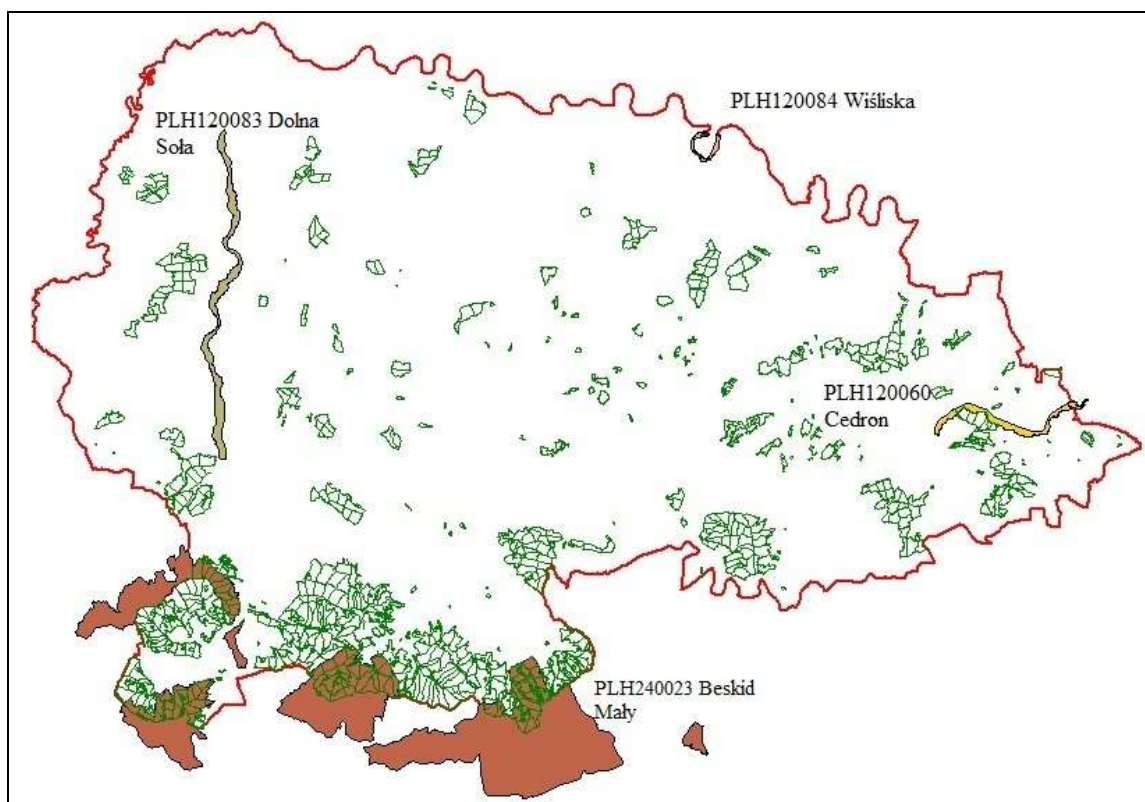 PLH120084 Wiśliska
PLH120083 Dolna
Soła
PLH120060
Cedron
PLH240023 Beskid
Mały